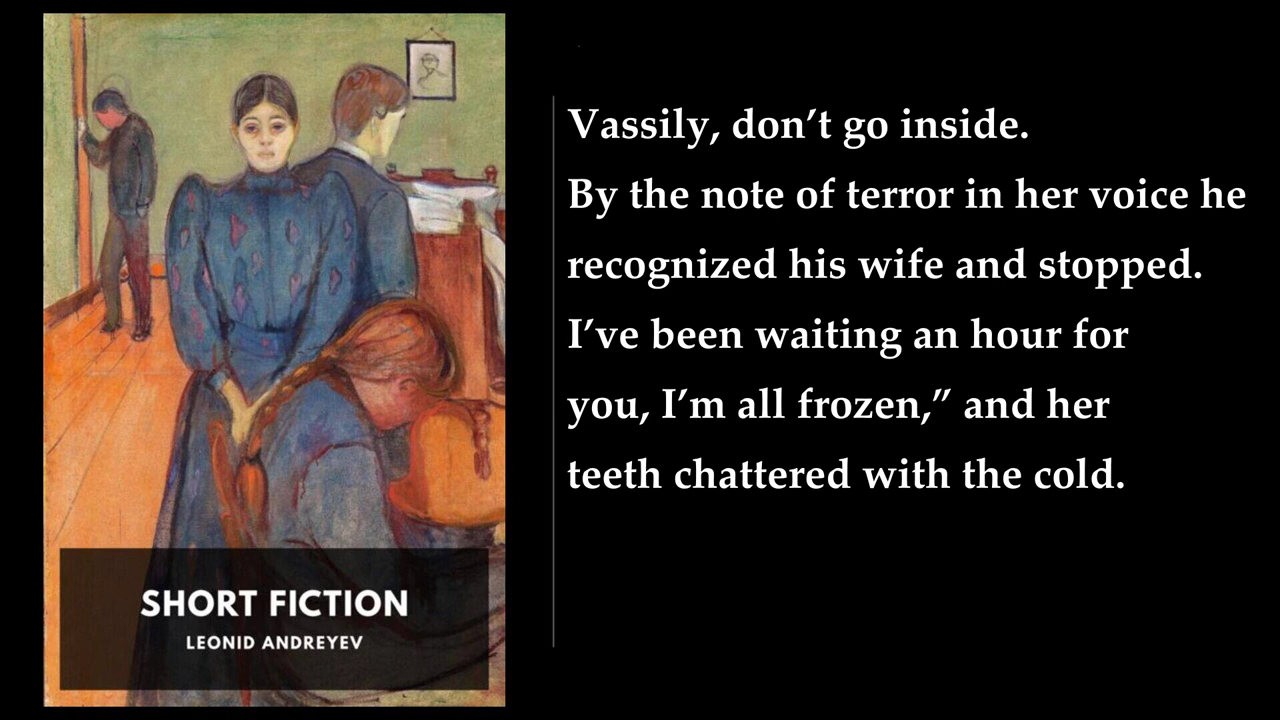 SHORT FICTION
LEONID ANDREYEV
Vassily, don’t go inside.
By the note of terror in her voice he
recognized his wife and stopped.
I’ve been waiting an hour for
you, I’m all frozen,” and her
teeth chattered with the cold.